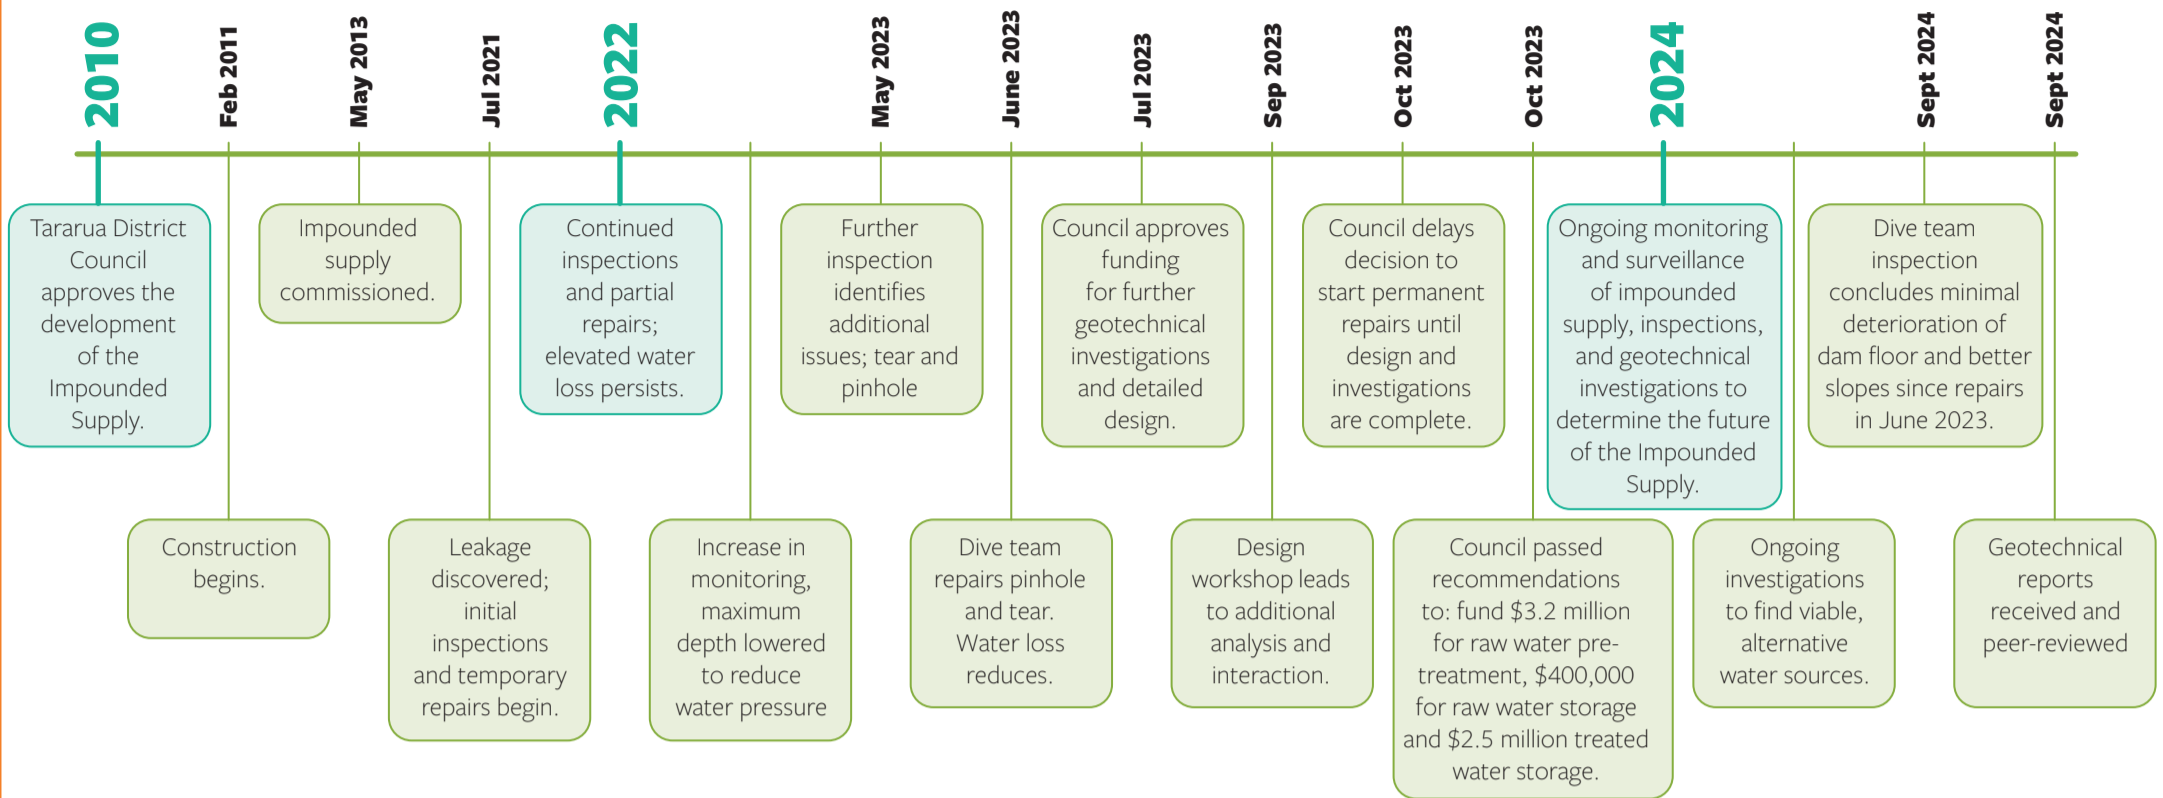 2010
Feb 2011
May 2013
Jul 2021
2022
May 2023
June 2023
Jul 2023
Sep 2023
Oct 2023
Oct 2023
2024
Sept 2024
Sept 2024
Tararua District
Council
approves the
development
of the
Impounded
Supply.
Impounded
supply
commissioned.
Continued
inspections
and partial
repairs;
elevated water
loss persists.
Further
inspection
identifies
additional
issues; tear and
pinhole
Council approves
funding
for further
geotechnical
investigations
and detailed
design.
Council delays
decision to
start permanent
repairs until
design and
investigations
are complete.
Ongoing monitoring
and surveillance
of impounded
supply, inspections,
and geotechnical
investigations to
determine the future
of the Impounded
Supply.
Dive team
inspection
concludes minimal
deterioration of
dam floor and better
slopes since repairs
in June 2023.
Construction
begins.
Leakage
discovered;
initial
inspections
and temporary
repairs begin.
Increase in
monitoring,
maximum
depth lowered
to reduce
water pressure
Dive team
repairs pinhole
and tear.
Water loss
reduces.
Design
workshop leads
to additional
analysis and
interaction.
Council passed
recommendations
to: fund $3.2 million
for raw water pre-
treatment, $400,000
for raw water storage
and $2.5 million treated
water storage.
Ongoing
investigations
to find viable,
alternative
water sources.
Geotechnical
reports
received and
peer-reviewed